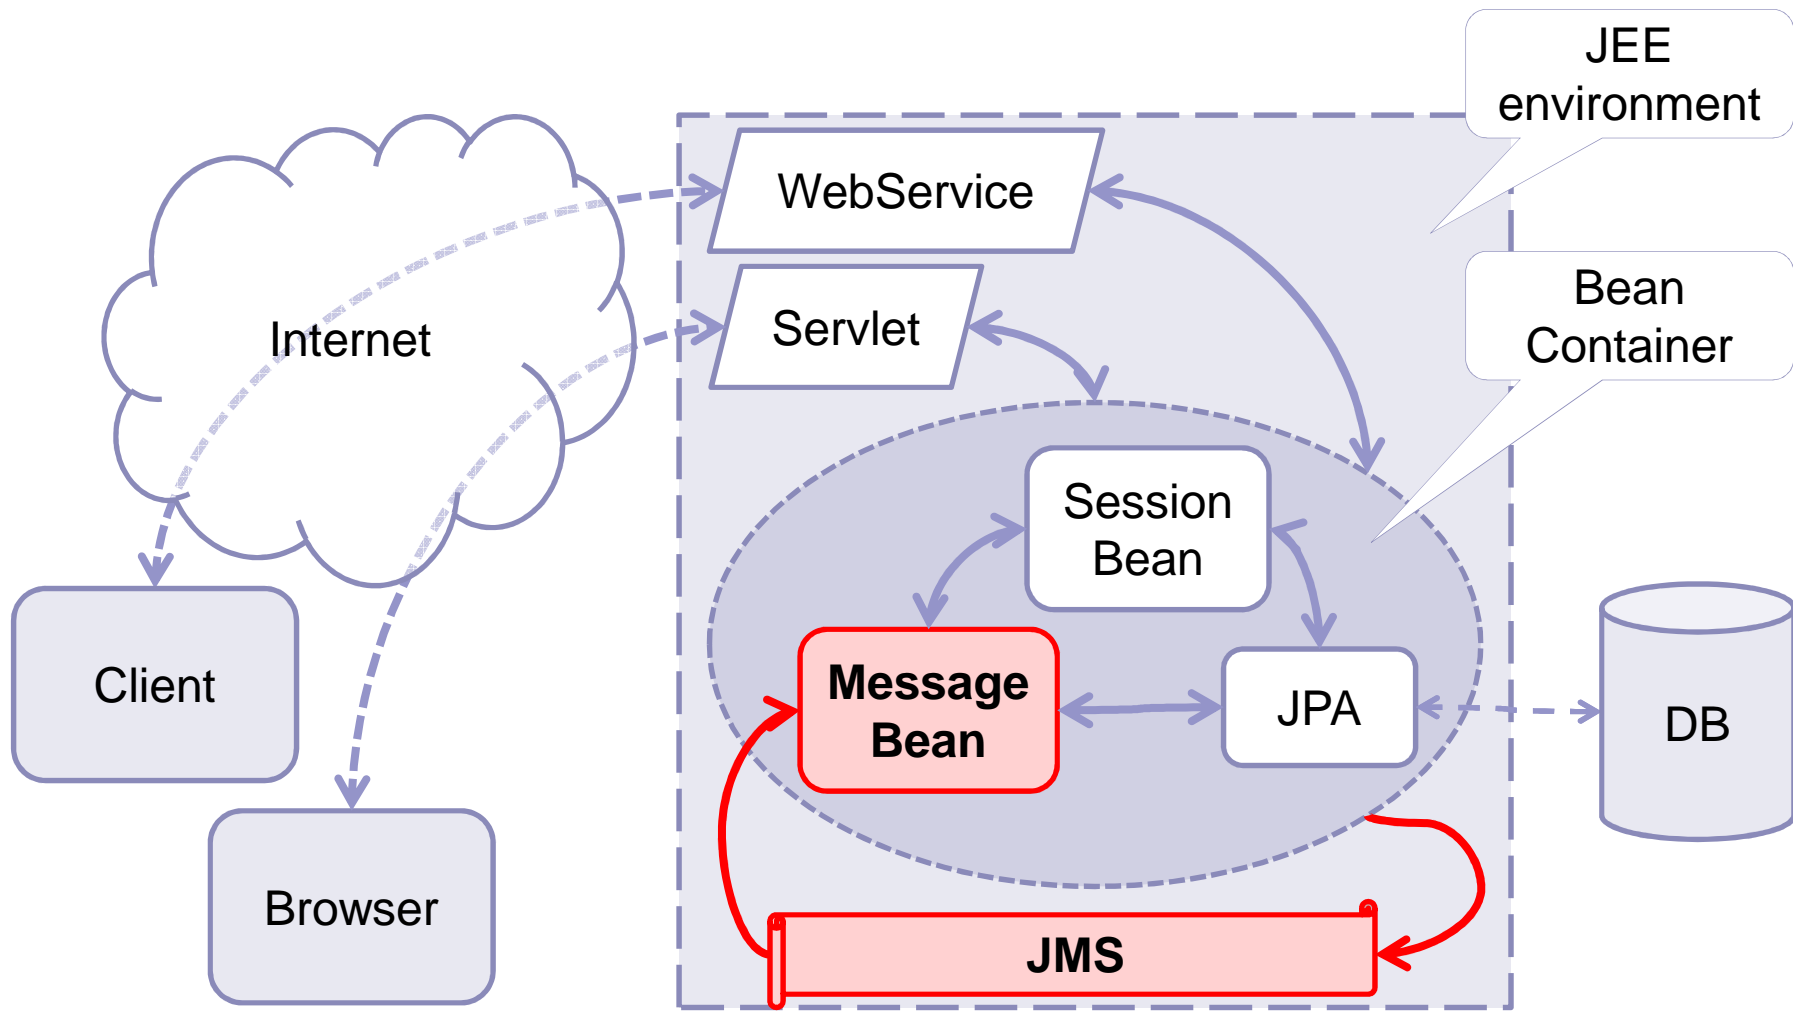 JEE
environment
WebService
Bean
Container
Servlet
Internet
Session
Bean
Client
Message
Bean
JPA
DB
Browser
JMS